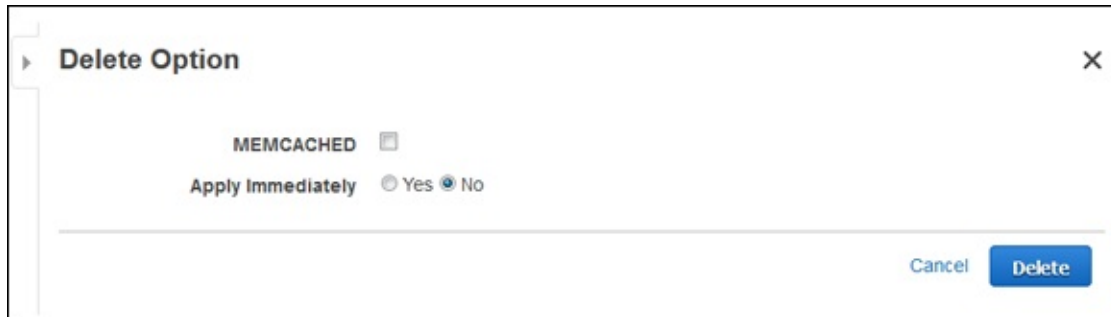 Delete Option
MEMCACHED
Apply Immediately Yes No
Cancel Delete